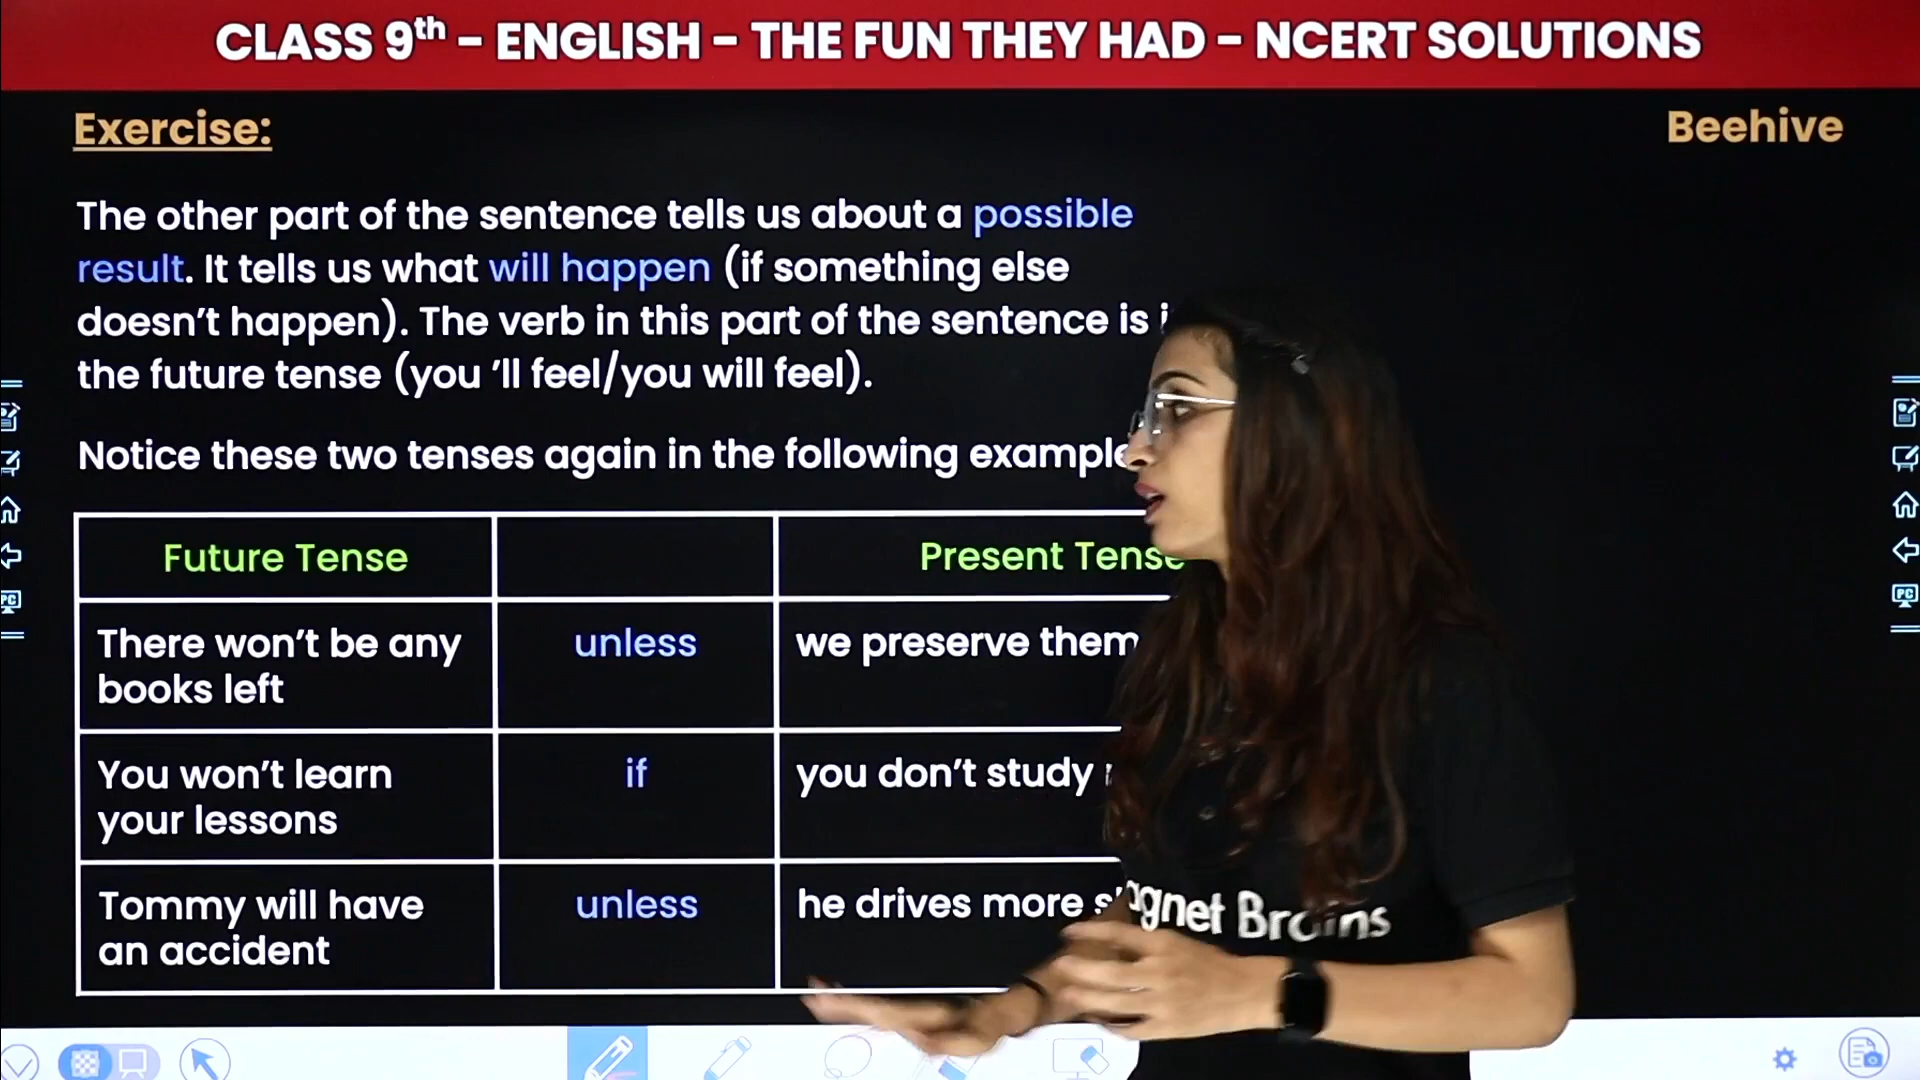 CLASS 9th - ENGLISH - THE FUN THEY HAD - NCERT SOLUTIONS
Exercise:
Beehive
The other part of the sentence tells us about a possible
result. It tells us what will happen (if something else
doesn't happen). The verb in this part of the sentence is
the future tense (you 'll feel/you will feel).
Notice these two tenses again in the following
Future Tense
Present Tense
There won't be any
books left
unless
we preserve them
You won't learn
your lessons
if
you don't study
Tommy will have
an accident
unless
he drives more
agnet Brains
PC
PC